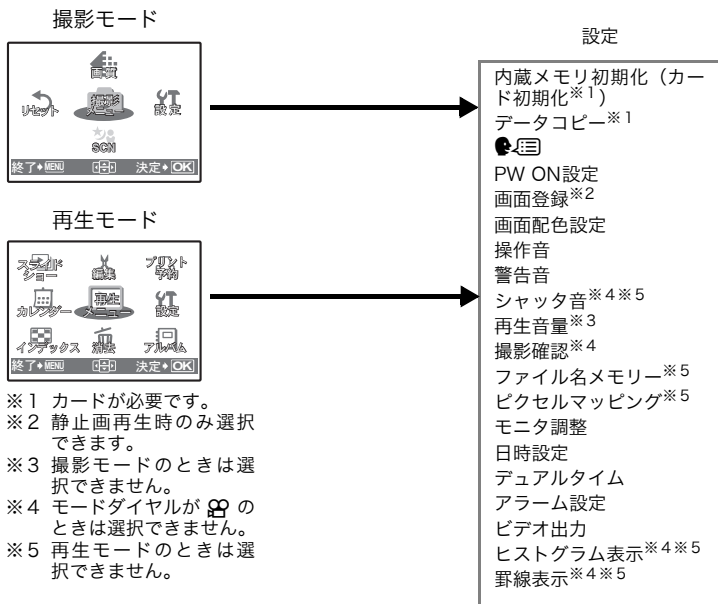 撮影モード
画質
リセット
撮影
メニュー
設定
SCN
終了 MENU 決定 OK
再生モード
スライド
ショー
編集
プリント
予約
カレンダー
再生
メニュー
設定
インデックス
消去
アルバム
終了 MENU 決定 OK
※1 カードが必要です。
※2 静止画再生時のみ選択
できます。
※3 撮影モードのときは選
択できません。
※4 モードダイヤルが の
ときは選択できません。
※5 再生モードのときは選
択できません。
設定
内蔵メモリ初期化（カー
ド初期化※1）
データコピー※1
PW ON設定
画面登録※2
画面配色設定
操作音
警告音
シャッタ音※4※5
再生音量※3
撮影確認※4
ファイル名メモリー※5
ピクセルマッピング※5
モニタ調整
日時設定
デュアルタイム
アラーム設定
ビデオ出力
ヒストグラム表示※4※5
罫線表示※4※5